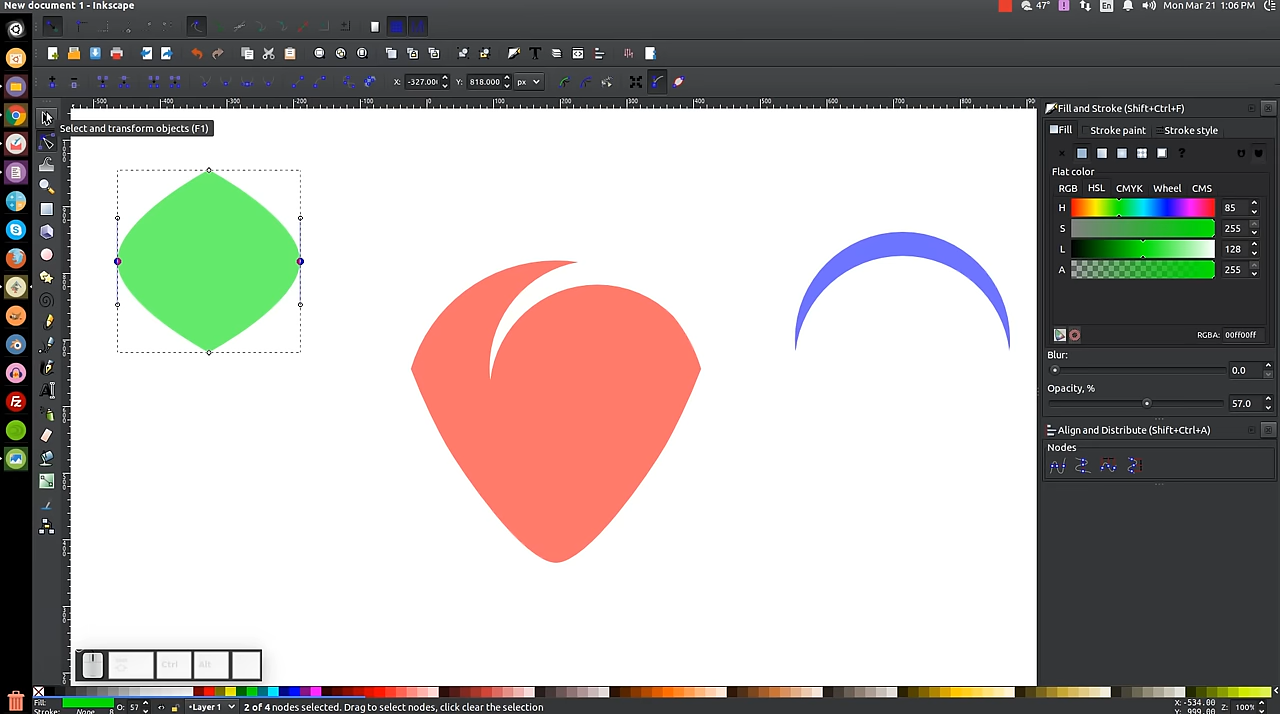 New document 1 - Inkscape
47° En Mon Mar 21 1:06 PM
X: -327.00 Y: 818.000 px
Fill and Stroke (Shift+Ctrl+F)
Select and transform objects (F1)
Fill Stroke paint Stroke style
?
Flat color
RGB HSL CMYK Wheel CMS
H 85
S 255
L 128
A 255
RGBA: 00ff00ff
Blur:
0.0
Opacity, %
57.0
Align and Distribute (Shift+Ctrl+A)
Nodes
Ctrl Alt
Fill:
Stroke: None
O: 57
Layer 1
2 of 4 nodes selected. Drag to select nodes, click clear the selection
X: -534.00
Y: 999.00
Z: 100%